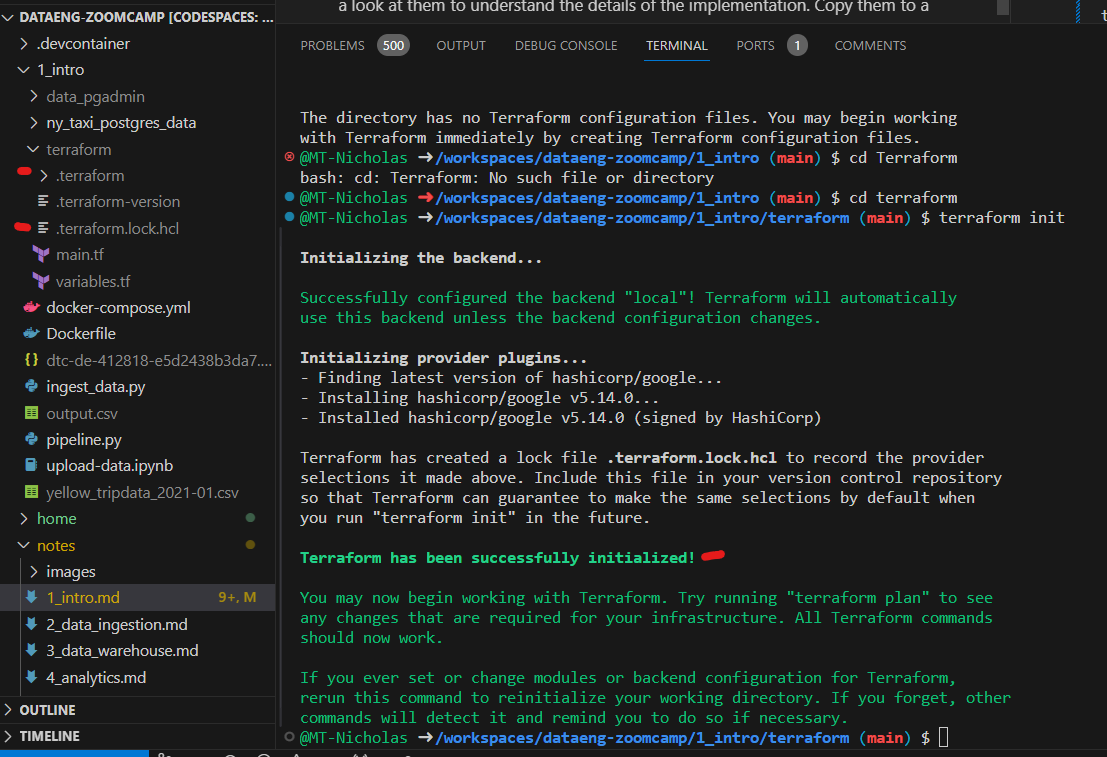 DATAENG-ZOOMCAMP [CODESPACES: ...
.devcontainer
1_intro
data_pgadmin
ny_taxi_postgres_data
terraform
.terraform
.terraform-version
.terraform.lock.hcl
main.tf
variables.tf
docker-compose.yml
Dockerfile
dtc-de-412818-e5d2438b3da7....
ingest_data.py
output.csv
pipeline.py
upload-data.ipynb
yellow_tripdata_2021-01.csv
home
notes
images
1_intro.md 9+, M
2_data_ingestion.md
3_data_warehouse.md
4_analytics.md
OUTLINE
TIMELINE
a look at them to understand the details of the implementation. Copy them to a
PROBLEMS 500 OUTPUT DEBUG CONSOLE TERMINAL PORTS 1 COMMENTS
The directory has no Terraform configuration files. You may begin working
with Terraform immediately by creating Terraform configuration files.
@MT-Nicholas ➜/workspaces/dataeng-zoomcamp/1_intro (main) $ cd Terraform
bash: cd: Terraform: No such file or directory
@MT-Nicholas ➜/workspaces/dataeng-zoomcamp/1_intro (main) $ cd terraform
@MT-Nicholas ➜/workspaces/dataeng-zoomcamp/1_intro/terraform (main) $ terraform init
Initializing the backend...
Successfully configured the backend "local"! Terraform will automatically
use this backend unless the backend configuration changes.
Initializing provider plugins...
- Finding latest version of hashicorp/google...
- Installing hashicorp/google v5.14.0...
- Installed hashicorp/google v5.14.0 (signed by HashiCorp)
Terraform has created a lock file .terraform.lock.hcl to record the provider
selections it made above. Include this file in your version control repository
so that Terraform can guarantee to make the same selections by default when
you run "terraform init" in the future.
Terraform has been successfully initialized!
You may now begin working with Terraform. Try running "terraform plan" to see
any changes that are required for your infrastructure. All Terraform commands
should now work.
If you ever set or change modules or backend configuration for Terraform,
rerun this command to reinitialize your working directory. If you forget, other
commands will detect it and remind you to do so if necessary.
@MT-Nicholas ➜/workspaces/dataeng-zoomcamp/1_intro/terraform (main) $